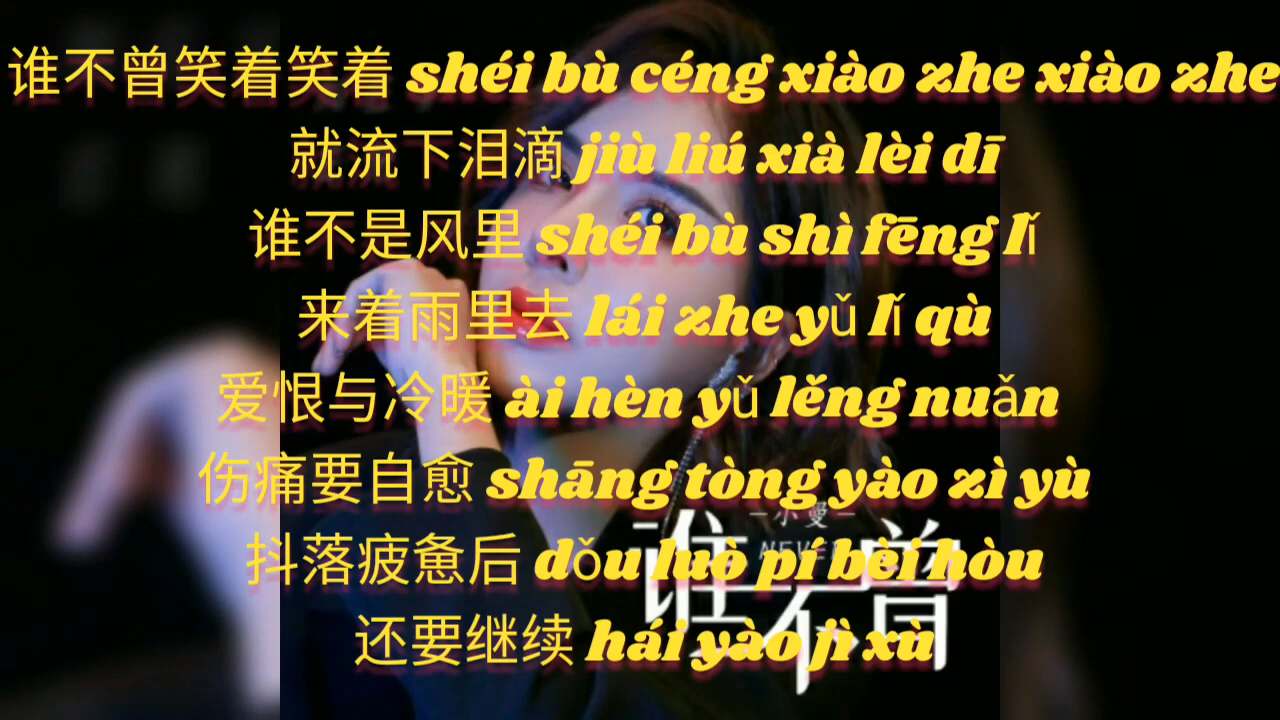 谁不曾笑着笑着 shéi bù céng xiào zhe xiào zhe
就流下泪滴 jiù liú xià lèi dī
谁不是风里 shéi bù shì fēng lǐ
来着雨里去 lái zhe yǔ lǐ qù
爱恨与冷暖 ài hèn yǔ lěng nuǎn
伤痛要自愈 shāng tòng yào zì yù
抖落疲惫后 dǒu luò pí bèi hòu
还要继续 hái yào jì xù
—小曼—
谁不曾